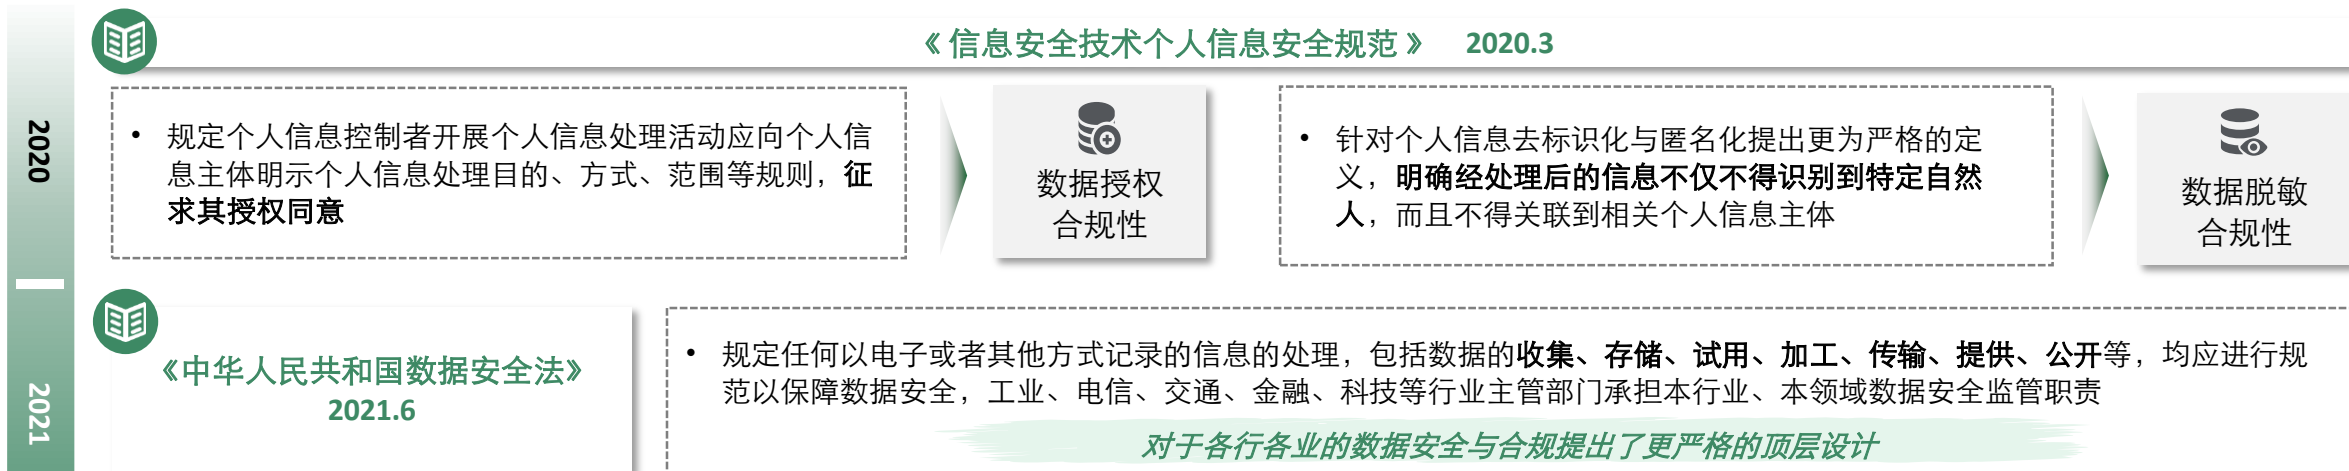 《信息安全技术个人信息安全规范》 2020.3
2020
• 规定个人信息控制者开展个人信息处理活动应向个人信
息主体明示个人信息处理目的、方式、范围等规则，征
求其授权同意
数据授权
合规性
• 针对个人信息去标识化与匿名化提出更为严格的定
义，明确经处理后的信息不仅不得识别到特定自然
人，而且不得关联到相关个人信息主体
数据脱敏
合规性
2021
《中华人民共和国数据安全法》
2021.6
• 规定任何以电子或者其他方式记录的信息的处理，包括数据的收集、存储、试用、加工、传输、提供、公开等，均应进行规
范以保障数据安全，工业、电信、交通、金融、科技等行业主管部门承担本行业、本领域数据安全监管职责
对于各行各业的数据安全与合规提出了更严格的顶层设计